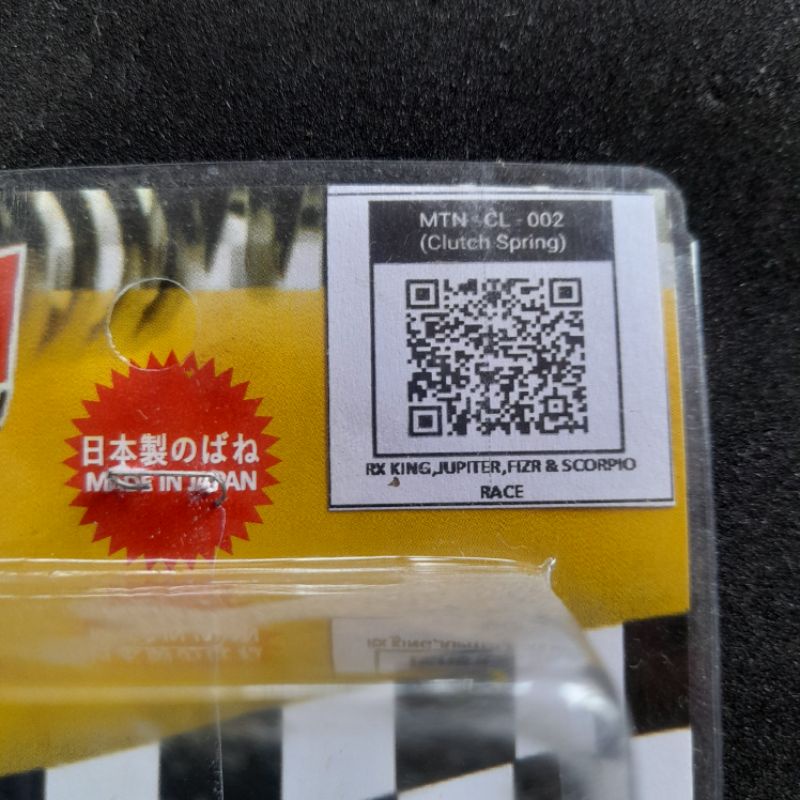 MTN - CL - 002
(Clutch Spring)
RX KING,JUPITER,FIZR & SCORPIO
RACE
日本製のばね
MADE IN JAPAN